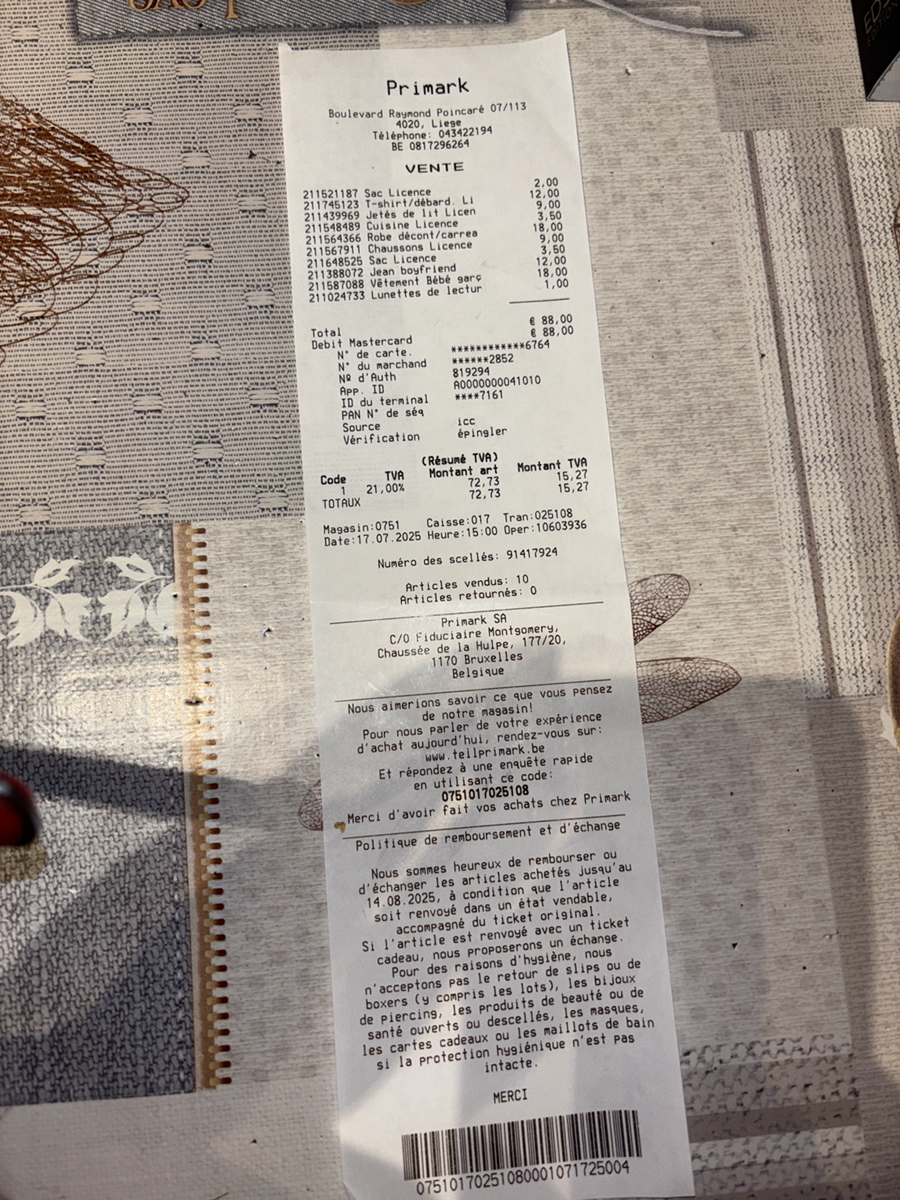 Primark
Boulevard Raymond Poincaré 07/113
4020, Liege
Téléphone: 043422194
BE 0817296264
VENTE
211521187 Sac Licence 2,00
211745123 T-shirt/débard. Li 12,00
211439969 Jetés de lit Licen 9,00
211548489 Cuisine Licence 3,50
211564366 Robe décont/carrea 18,00
211567911 Chaussons Licence 9,00
211648525 Sac Licence 3,50
211388072 Jean boyfriend 12,00
211587088 Vêtement Bébé garç 18,00
211024733 Lunettes de lectur 1,00
Total € 88,00
Debit Mastercard € 88,00
N° de carte. ************6764
N° du marchand ******2852
Nº d'Auth 819294
App. ID A0000000041010
ID du terminal ****7161
PAN N° de séq
Source icc
Vérification épingler
(Résumé TVA)
Code TVA Montant art Montant TVA
1 21,00% 72,73 15,27
TOTAUX 72,73 15,27
Magasin:0751 Caisse:017 Tran:025108
Date:17.07.2025 Heure:15:00 Oper:10603936
Numéro des scellés: 91417924
Articles vendus: 10
Articles retournés: 0
Primark SA
C/O Fiduciaire Montgomery,
Chaussée de la Hulpe, 177/20,
1170 Bruxelles
Belgique
Nous aimerions savoir ce que vous pensez
de notre magasin!
Pour nous parler de votre expérience
d'achat aujourd'hui, rendez-vous sur:
www.tellprimark.be
Et répondez à une enquête rapide
en utilisant ce code:
0751017025108
Merci d'avoir fait vos achats chez Primark
Politique de remboursement et d'échange
Nous sommes heureux de rembourser ou
d'échanger les articles achetés jusqu'au
14.08.2025, à condition que l'article
soit renvoyé dans un état vendable,
accompagné du ticket original.
Si l'article est renvoyé avec un ticket
cadeau, nous proposerons un échange.
Pour des raisons d'hygiène, nous
n'acceptons pas le retour de slips ou de
boxers (y compris les lots), les bijoux
de piercing, les produits de beauté ou de
santé ouverts ou descellés, les masques,
les cartes cadeaux ou les maillots de bain
si la protection hygiénique n'est pas
intacte.
MERCI
07510170251080001071725004